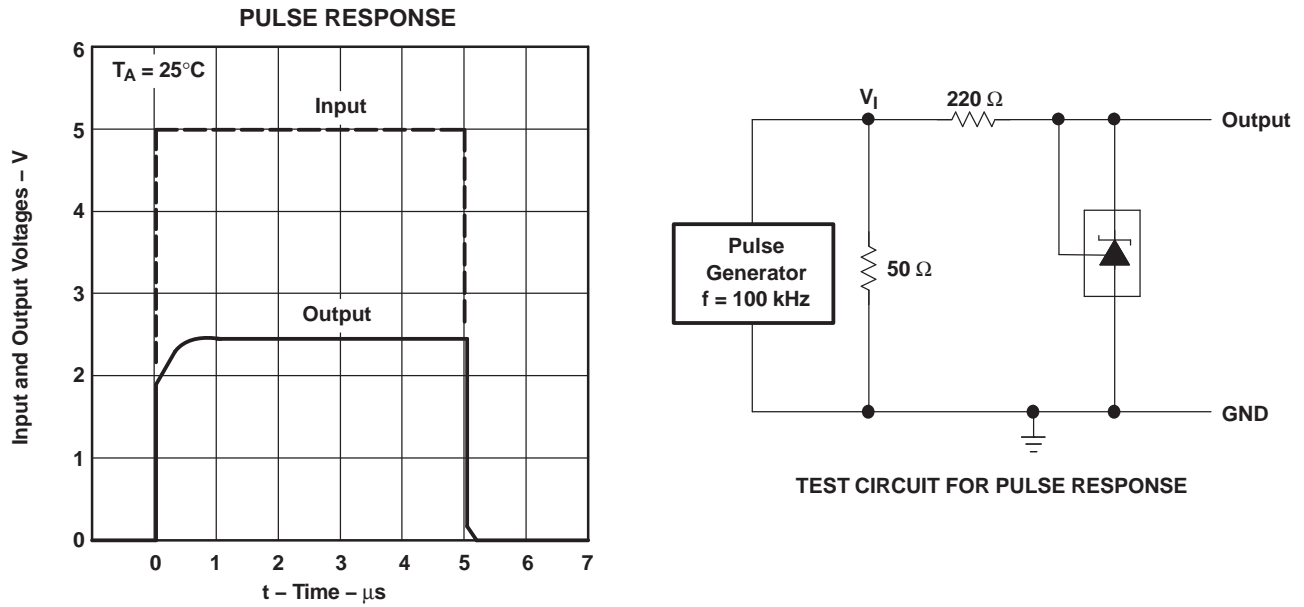 PULSE RESPONSE
6
T_A = 25°C
Input
5
4
3
Output
2
1
0
0 1 2 3 4 5 6 7
t – Time – μs
Input and Output Voltages – V
V_I
220 Ω
Output
Pulse
Generator
f = 100 kHz
50 Ω
GND
TEST CIRCUIT FOR PULSE RESPONSE